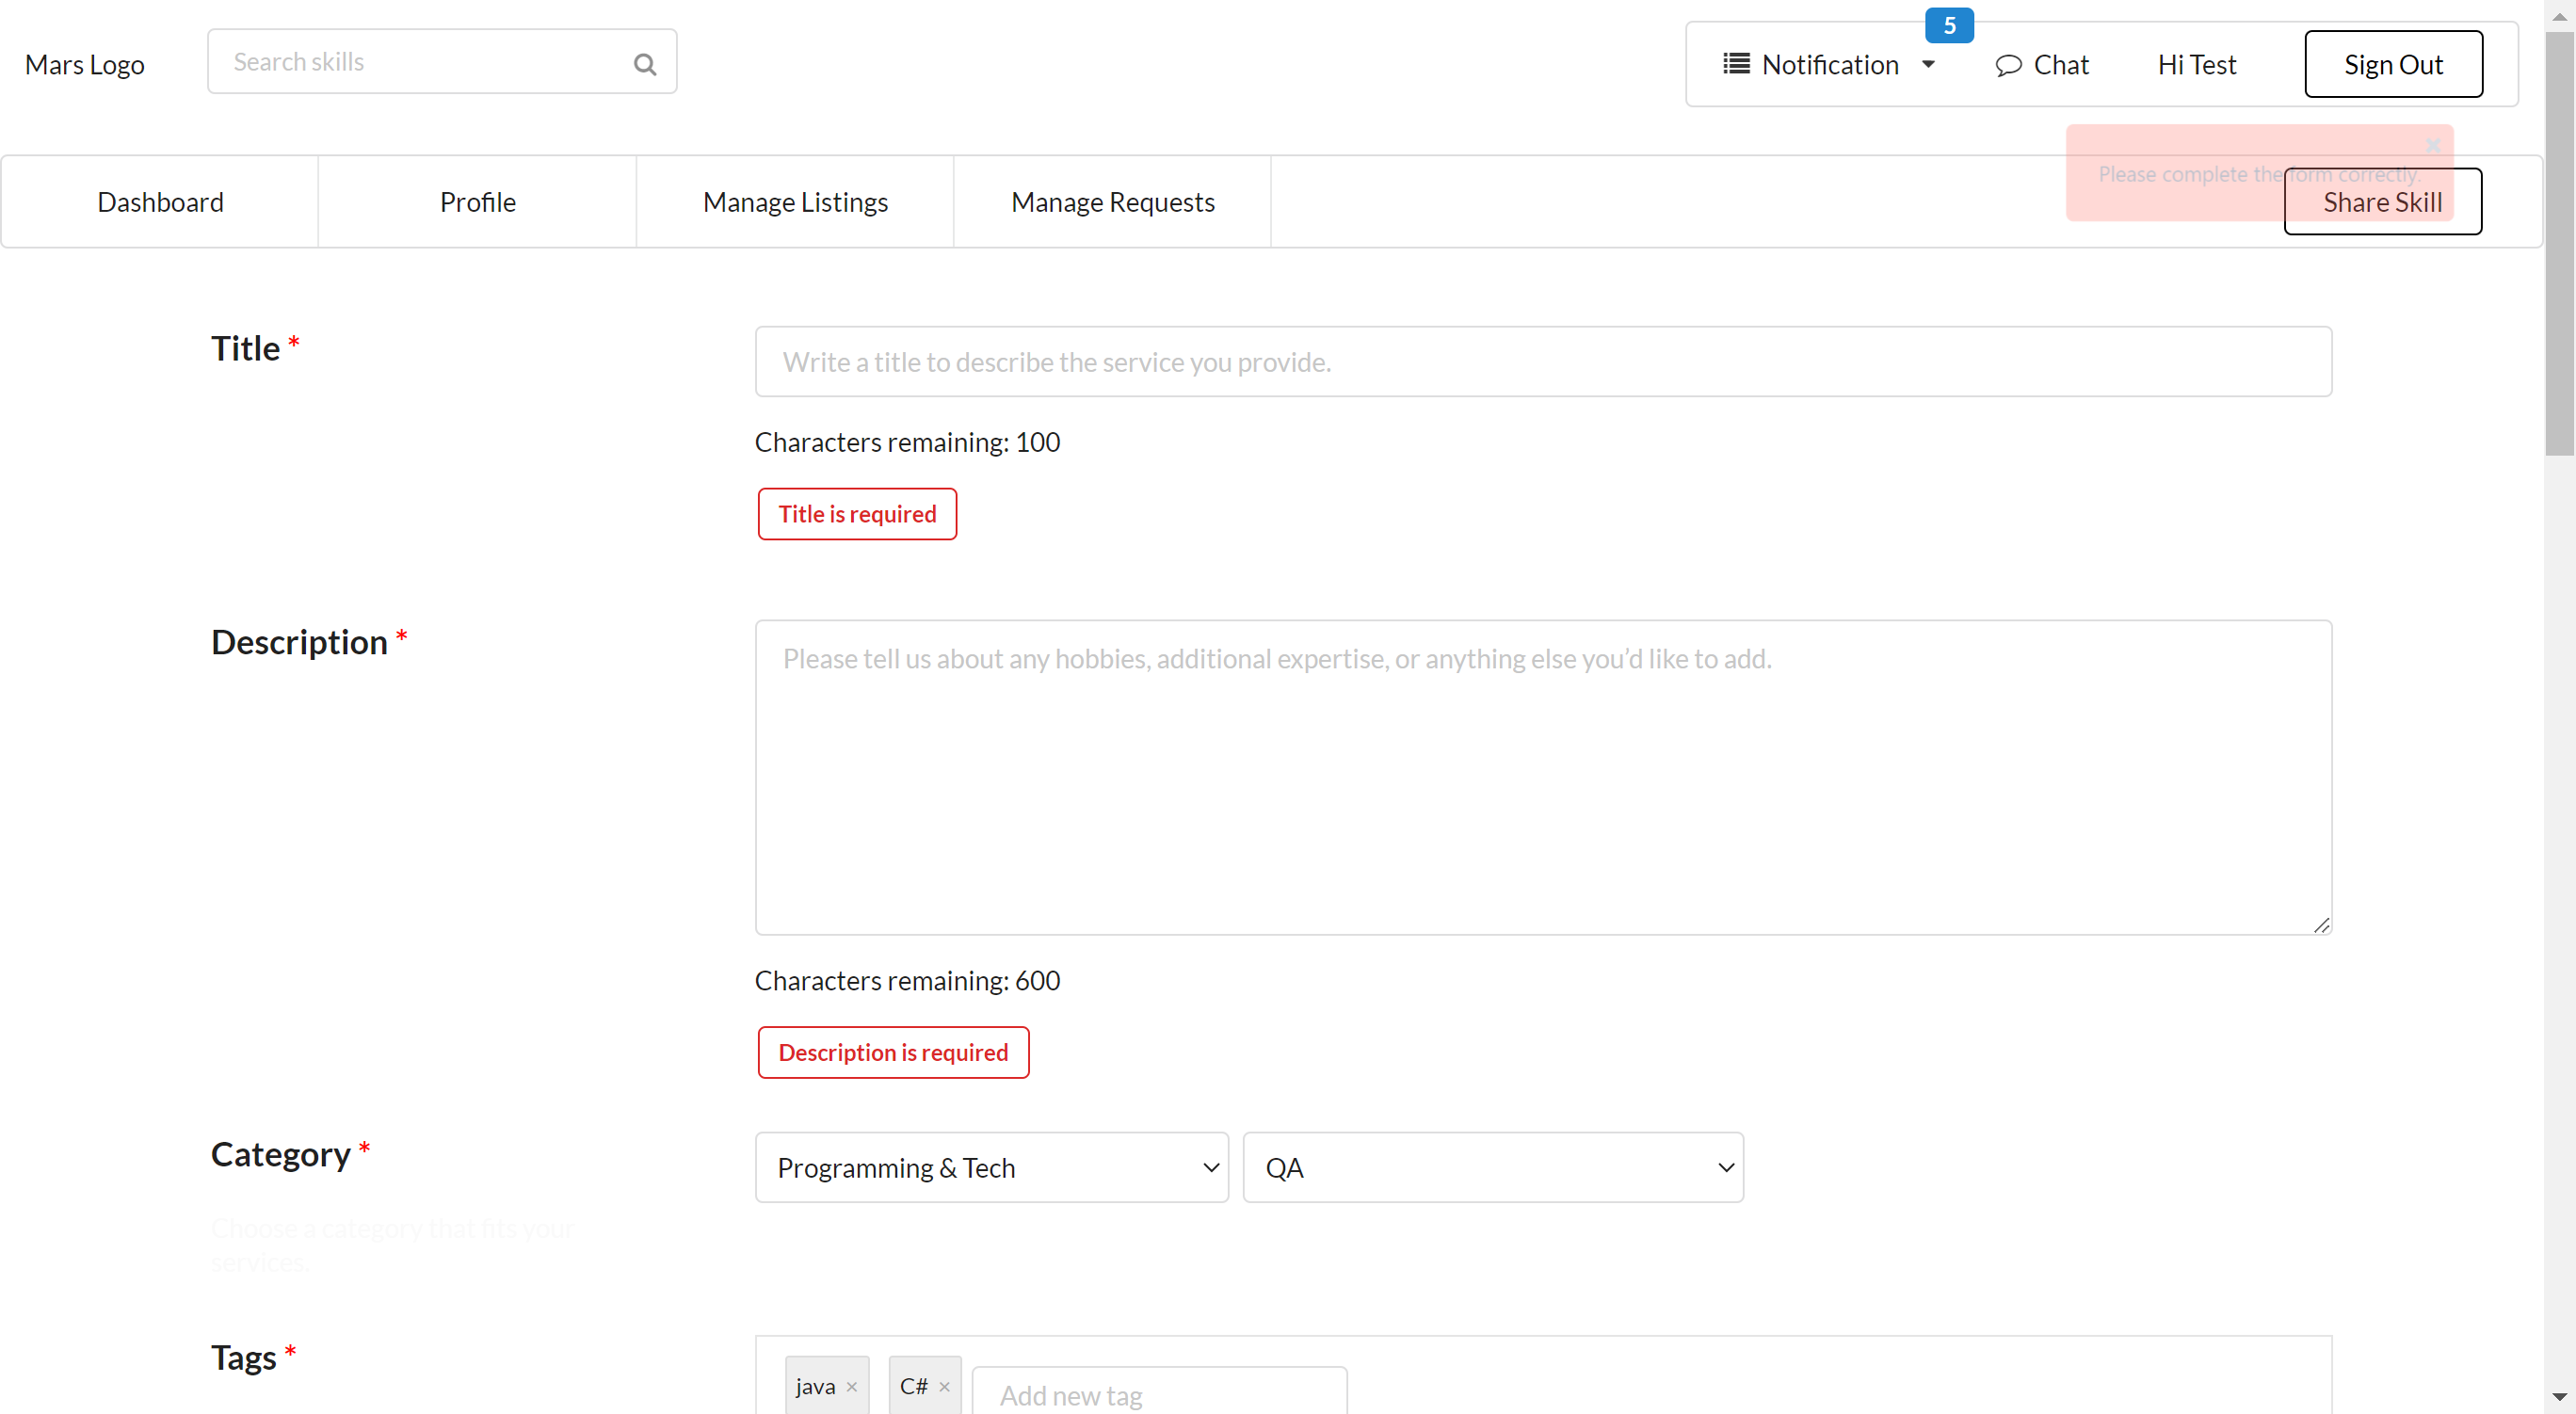 Mars Logo
Search skills
5
Notification
Chat
Hi Test
Sign Out
Please complete the form correctly.
Dashboard
Profile
Manage Listings
Manage Requests
Share Skill
Title *
Write a title to describe the service you provide.
Characters remaining: 100
Title is required
Description *
Please tell us about any hobbies, additional expertise, or anything else you’d like to add.
Characters remaining: 600
Description is required
Category *
Programming & Tech
QA
Choose a category that fits your
services.
Tags *
java ×
C# ×
Add new tag